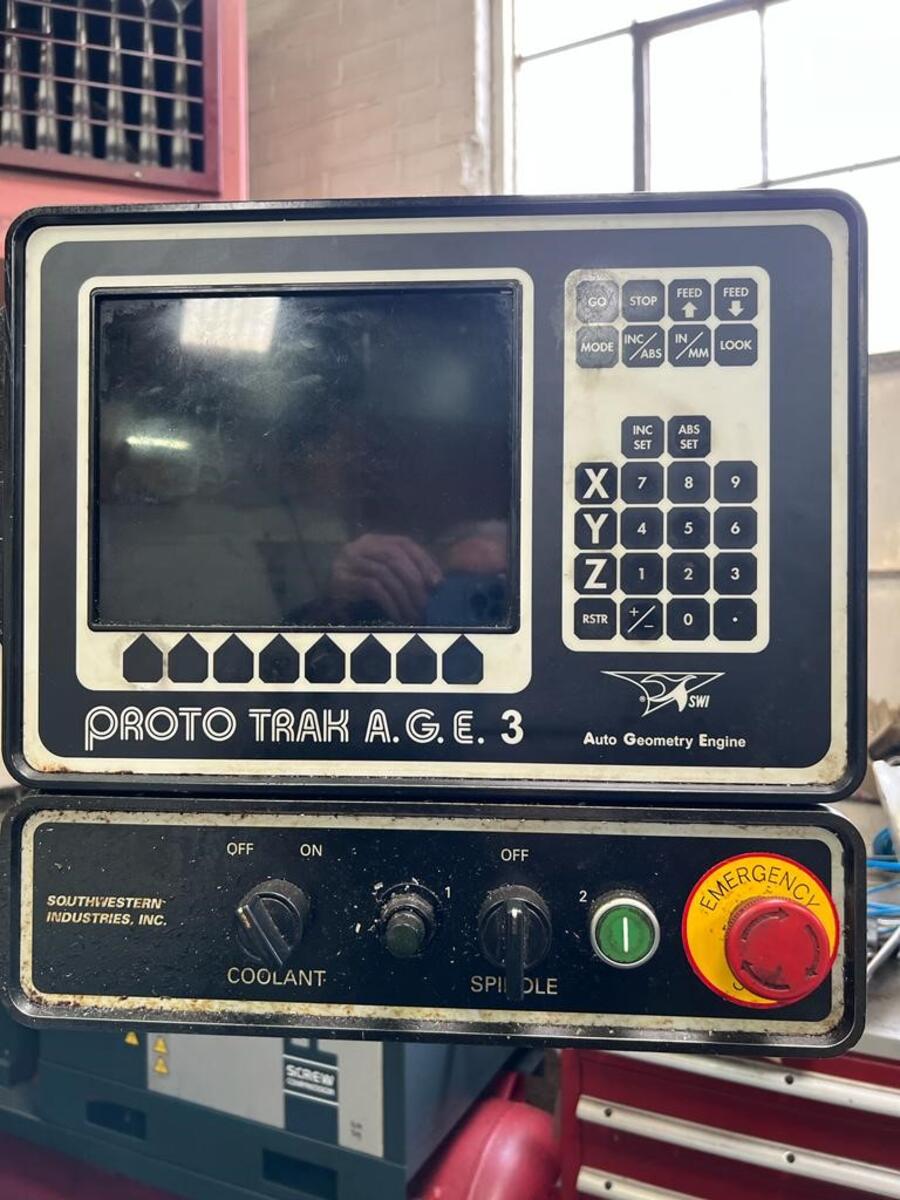 GO STOP FEED FEED
MODE INC/ABS IN/MM LOOK
INC SET ABS SET
X 7 8 9
Y 4 5 6
Z 1 2 3
RSTR +/− 0 .
® SWI
PROTO TRAK A.G.E. 3
Auto Geometry Engine
OFF ON OFF
SOUTHWESTERN
INDUSTRIES, INC.
1 2
EMERGENCY
COOLANT
SCREW
COMPRESSOR